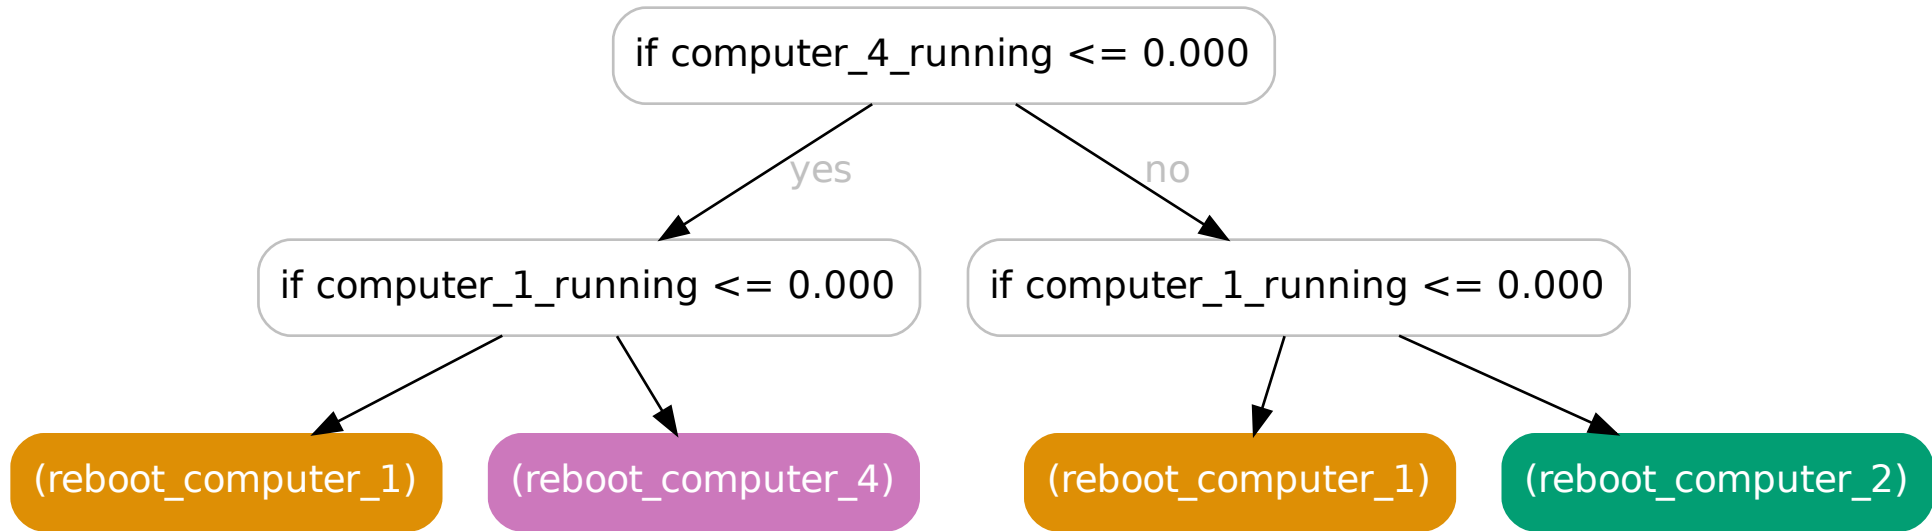 if computer_4_running <= 0.000
yes
no
if computer_1_running <= 0.000
if computer_1_running <= 0.000
(reboot_computer_1)
(reboot_computer_4)
(reboot_computer_1)
(reboot_computer_2)